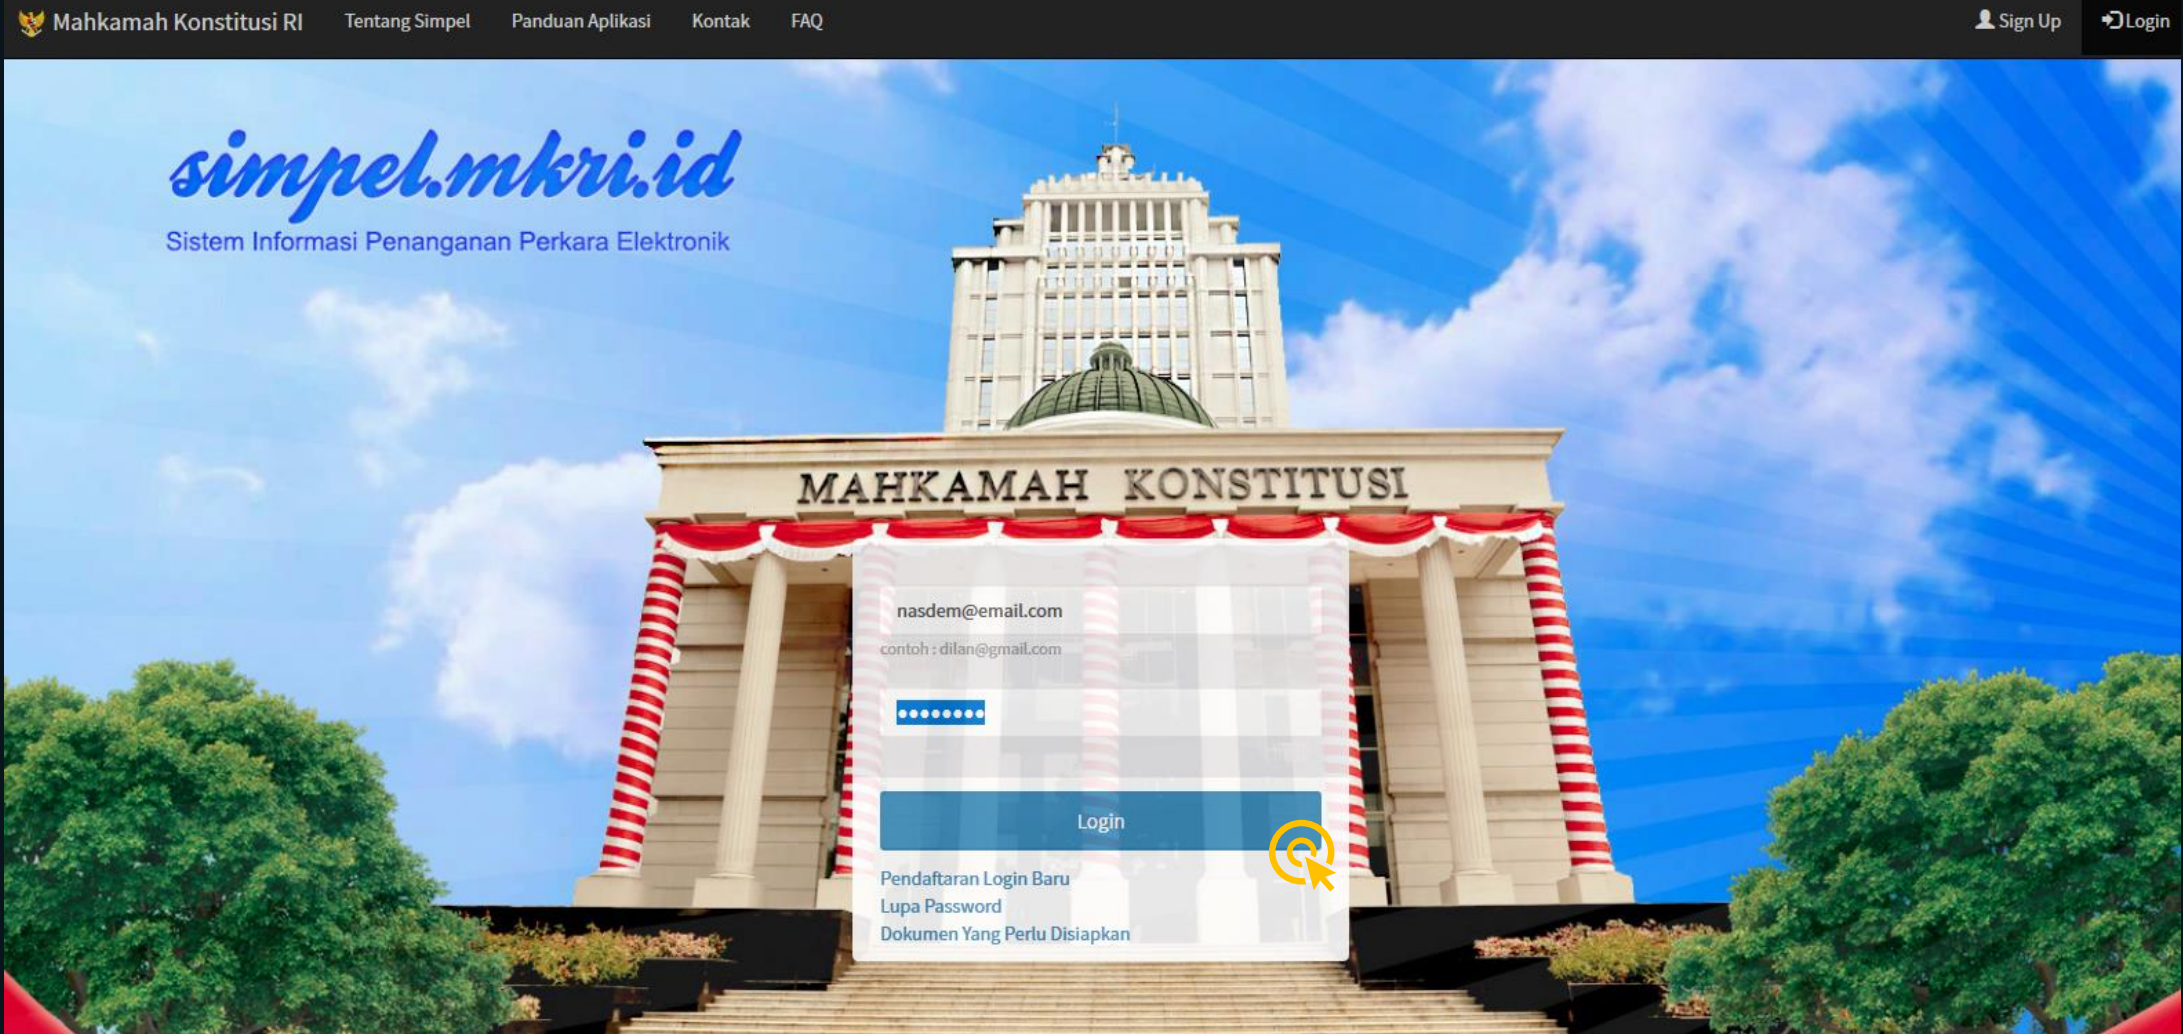 Mahkamah Konstitusi RI Tentang Simpel Panduan Aplikasi Kontak FAQ Sign Up Login
simpel.mkri.id
Sistem Informasi Penanganan Perkara Elektronik
MAHKAMAH KONSTITUSI
nasdem@email.com
contoh : dilan@gmail.com
••••••••
Login
Pendaftaran Login Baru
Lupa Password
Dokumen Yang Perlu Disiapkan